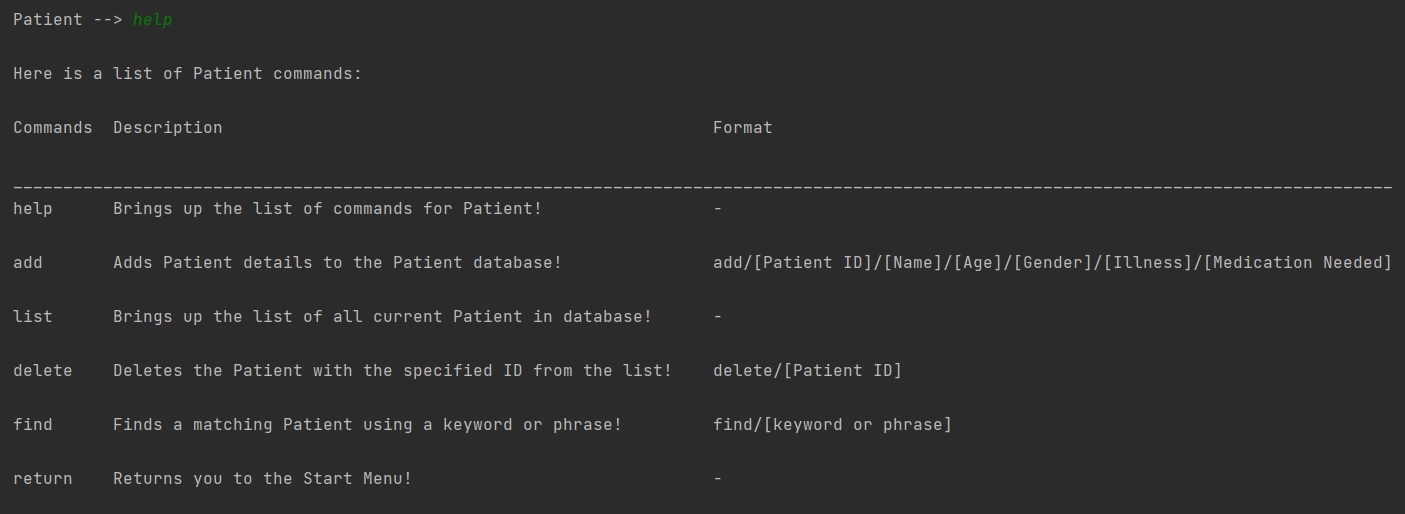 Patient --> help
Here is a list of Patient commands:
Commands  Description                                                 Format
__________________________________________________________________________________________________________________________________________
help      Brings up the list of commands for Patient!                 -
add       Adds Patient details to the Patient database!               add/[Patient ID]/[Name]/[Age]/[Gender]/[Illness]/[Medication Needed]
list      Brings up the list of all current Patient in database!      -
delete    Deletes the Patient with the specified ID from the list!    delete/[Patient ID]
find      Finds a matching Patient using a keyword or phrase!         find/[keyword or phrase]
return    Returns you to the Start Menu!                              -